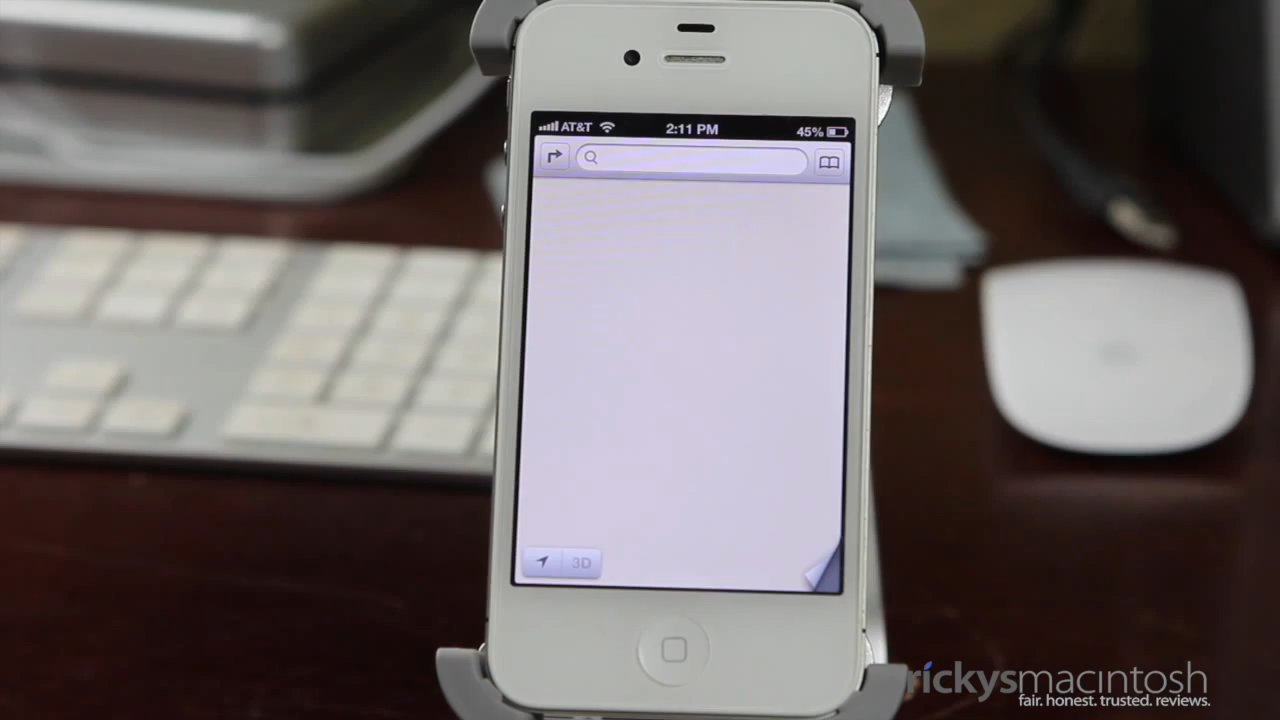 AT&T 2:11 PM 45%
3D
rickysmacintosh
fair. honest. trusted. reviews.